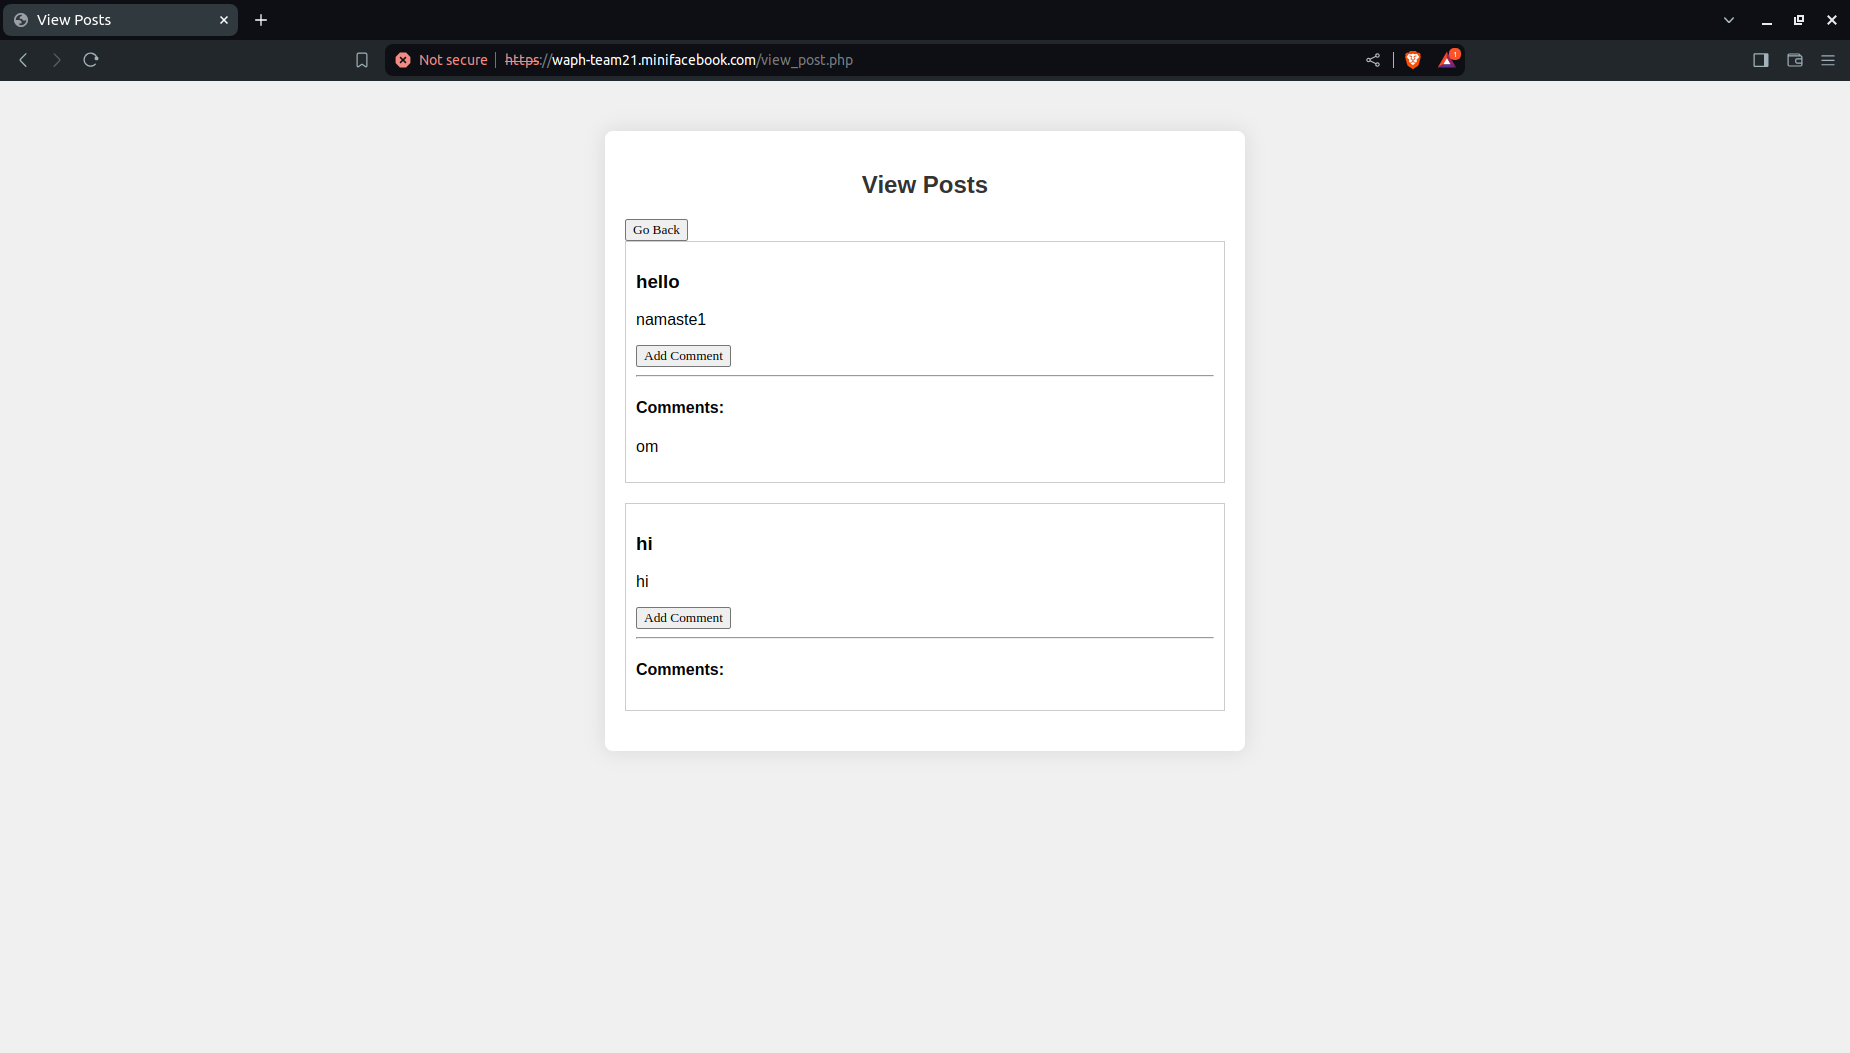 View Posts
Not secure https://waph-team21.minifacebook.com/view_post.php
1
View Posts
Go Back
hello
namaste1
Add Comment
Comments:
om
hi
hi
Add Comment
Comments: